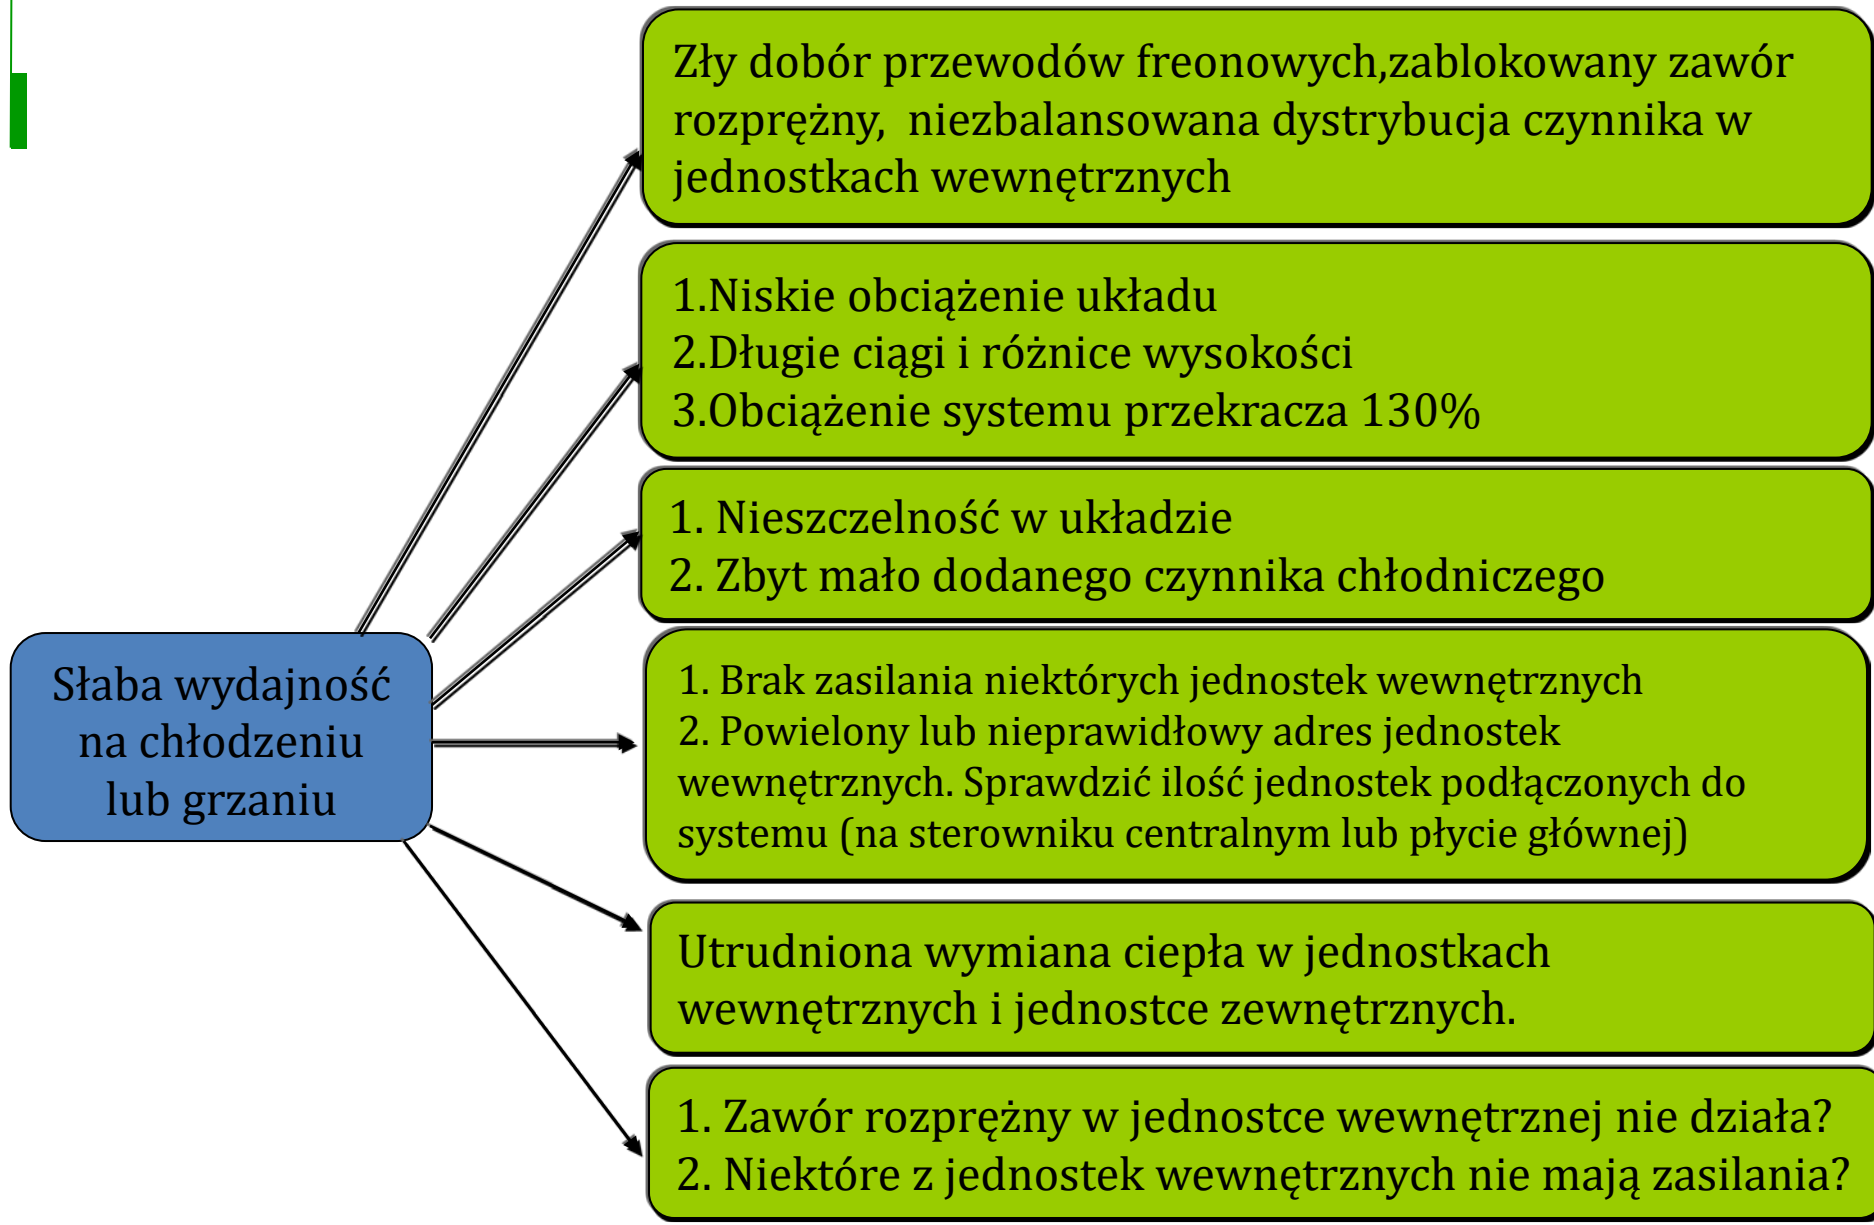 Zły dobór przewodów freonowych,zablokowany zawór
rozprężny, niezbalansowana dystrybucja czynnika w
jednostkach wewnętrznych
1.Niskie obciążenie układu
2.Długie ciągi i różnice wysokości
3.Obciążenie systemu przekracza 130%
1. Nieszczelność w układzie
2. Zbyt mało dodanego czynnika chłodniczego
Słaba wydajność
na chłodzeniu
lub grzaniu
1. Brak zasilania niektórych jednostek wewnętrznych
2. Powielony lub nieprawidłowy adres jednostek
wewnętrznych. Sprawdzić ilość jednostek podłączonych do
systemu (na sterowniku centralnym lub płycie głównej)
Utrudniona wymiana ciepła w jednostkach
wewnętrznych i jednostce zewnętrznych.
1. Zawór rozprężny w jednostce wewnętrznej nie działa?
2. Niektóre z jednostek wewnętrznych nie mają zasilania?